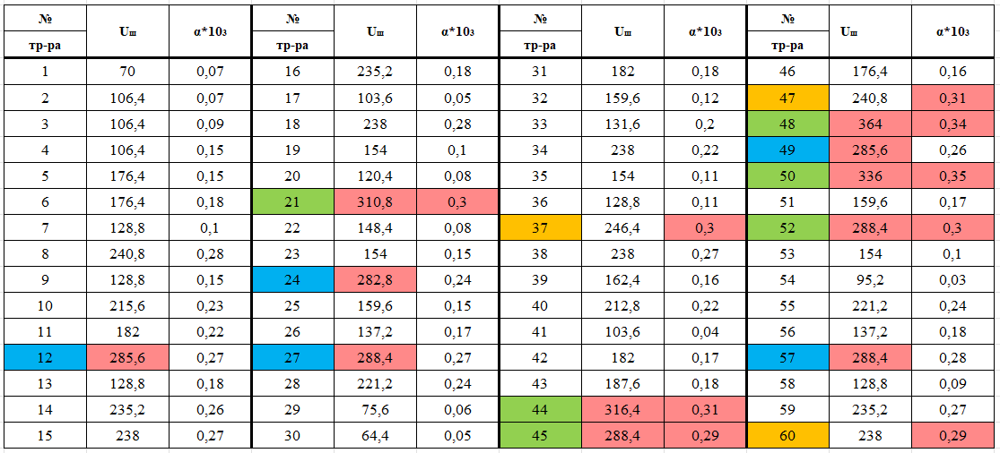 № Uш α*10³ № Uш α*10³ № Uш α*10³ № Uш α*10³
тр-ра тр-ра тр-ра тр-ра
1 70 0,07 16 235,2 0,18 31 182 0,18 46 176,4 0,16
2 106,4 0,07 17 103,6 0,05 32 159,6 0,12 47 240,8 0,31
3 106,4 0,09 18 238 0,28 33 131,6 0,2 48 364 0,34
4 106,4 0,15 19 154 0,1 34 238 0,22 49 285,6 0,26
5 176,4 0,15 20 120,4 0,08 35 154 0,11 50 336 0,35
6 176,4 0,18 21 310,8 0,3 36 128,8 0,11 51 159,6 0,17
7 128,8 0,1 22 148,4 0,08 37 246,4 0,3 52 288,4 0,3
8 240,8 0,28 23 154 0,15 38 238 0,27 53 154 0,1
9 128,8 0,15 24 282,8 0,24 39 162,4 0,16 54 95,2 0,03
10 215,6 0,23 25 159,6 0,15 40 212,8 0,22 55 221,2 0,24
11 182 0,22 26 137,2 0,17 41 103,6 0,04 56 137,2 0,18
12 285,6 0,27 27 288,4 0,27 42 182 0,17 57 288,4 0,28
13 128,8 0,18 28 221,2 0,24 43 187,6 0,18 58 128,8 0,09
14 235,2 0,26 29 75,6 0,06 44 316,4 0,31 59 235,2 0,27
15 238 0,27 30 64,4 0,05 45 288,4 0,29 60 238 0,29